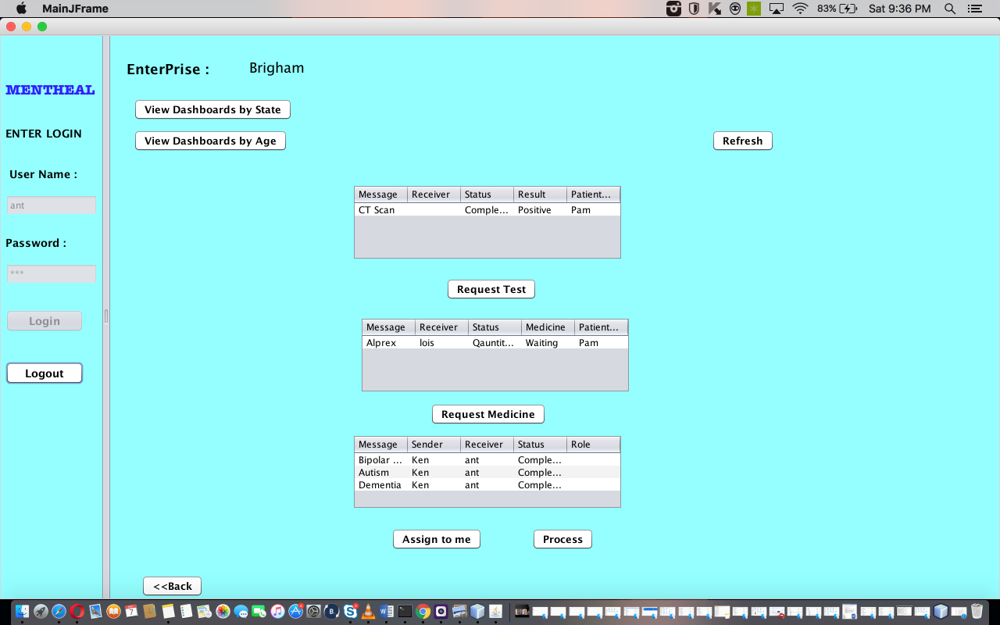 MainJFrame 83% Sat 9:36 PM
EnterPrise : Brigham
MENTHEAL
View Dashboards by State
ENTER LOGIN
View Dashboards by Age Refresh
User Name :
ant
Password :
***
Login
Logout
Message Receiver Status Result Patient...
CT Scan Comple... Positive Pam
Request Test
Message Receiver Status Medicine Patient...
Alprex lois Qauntit... Waiting Pam
Request Medicine
Message Sender Receiver Status Role
Bipolar ... Ken ant Comple...
Autism Ken ant Comple...
Dementia Ken ant Comple...
Assign to me Process
<<Back